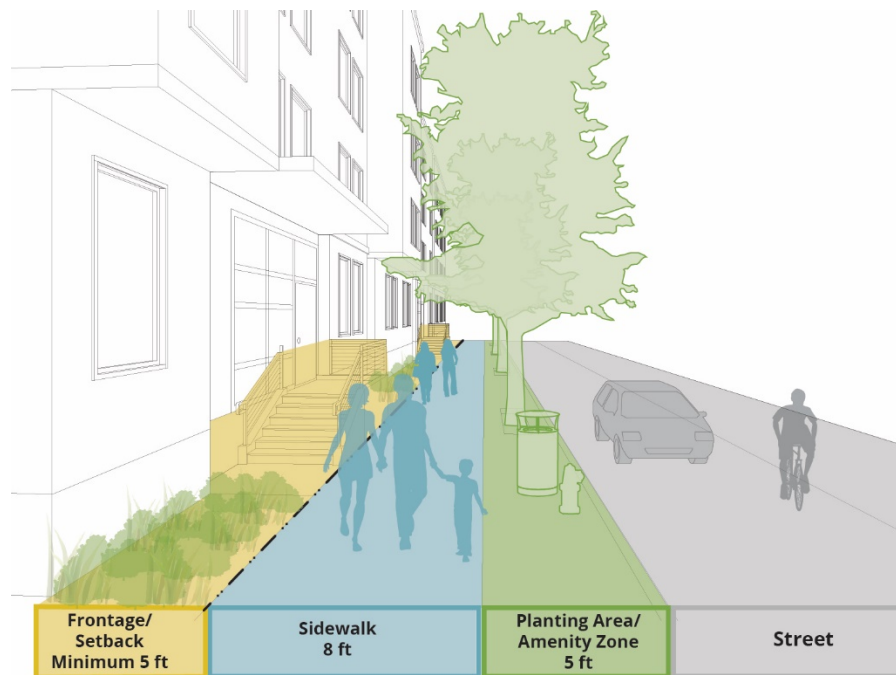 Frontage/
Setback
Minimum 5 ft
Sidewalk
8 ft
Planting Area/
Amenity Zone
5 ft
Street